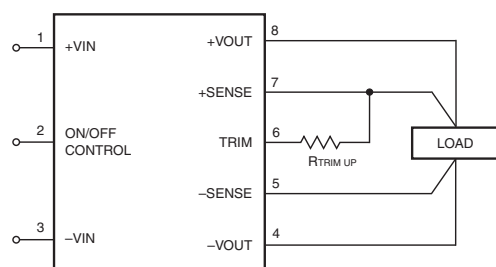 1 +VIN +VOUT 8
+SENSE 7
2 ON/OFF
CONTROL TRIM 6
RTRIM UP LOAD
–SENSE 5
3 –VIN –VOUT 4